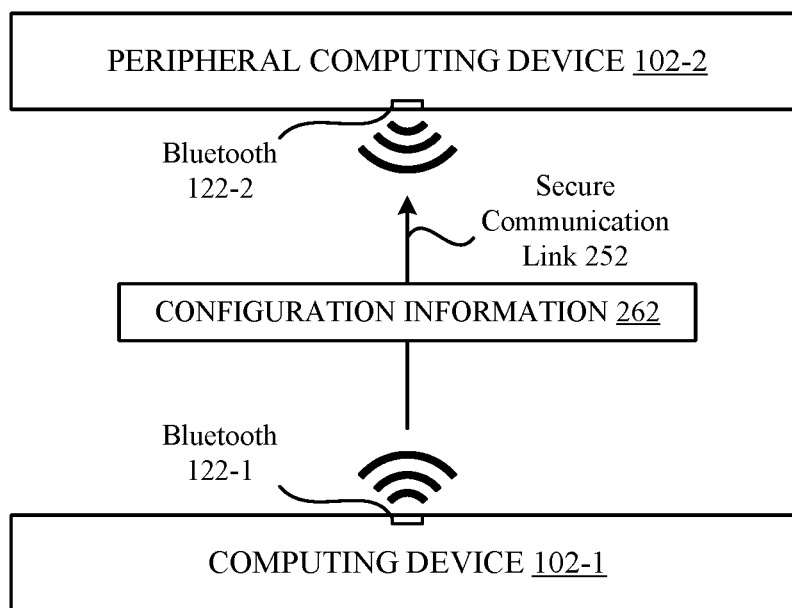 PERIPHERAL COMPUTING DEVICE 102-2
Bluetooth
122-2
Secure
Communication
Link 252
CONFIGURATION INFORMATION 262
Bluetooth
122-1
COMPUTING DEVICE 102-1